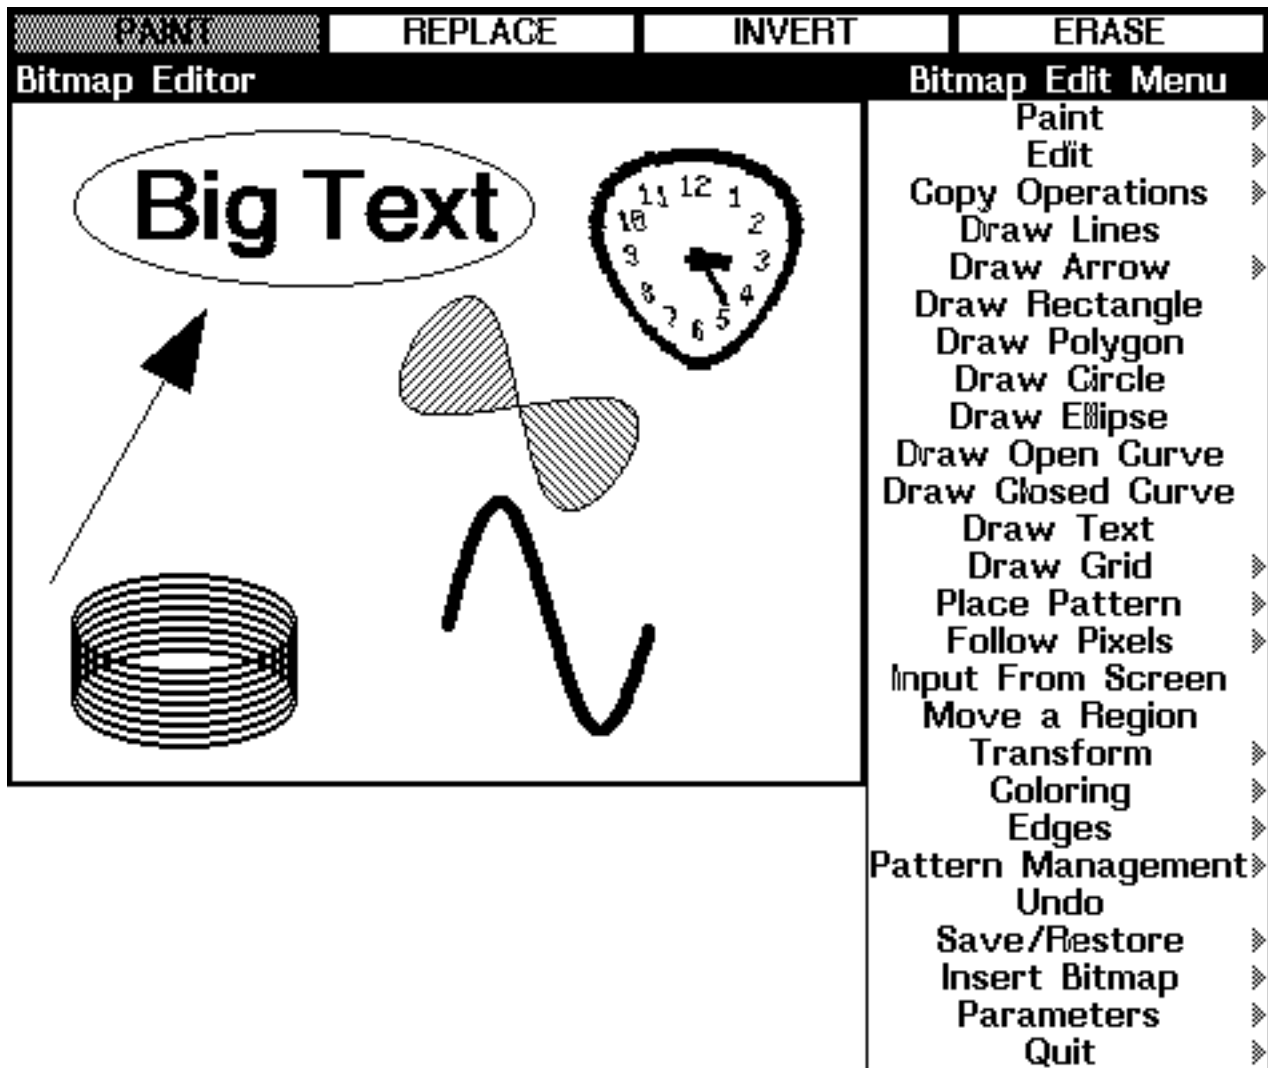 PAINT REPLACE INVERT ERASE
Bitmap Editor
Bitmap Edit Menu
Big Text
12
11 1
10 2
9 3
8 4
7 5
6
Paint
Edit
Copy Operations
Draw Lines
Draw Arrow
Draw Rectangle
Draw Polygon
Draw Circle
Draw Ellipse
Draw Open Curve
Draw Closed Curve
Draw Text
Draw Grid
Place Pattern
Follow Pixels
Input From Screen
Move a Region
Transform
Coloring
Edges
Pattern Management
Undo
Save/Restore
Insert Bitmap
Parameters
Quit